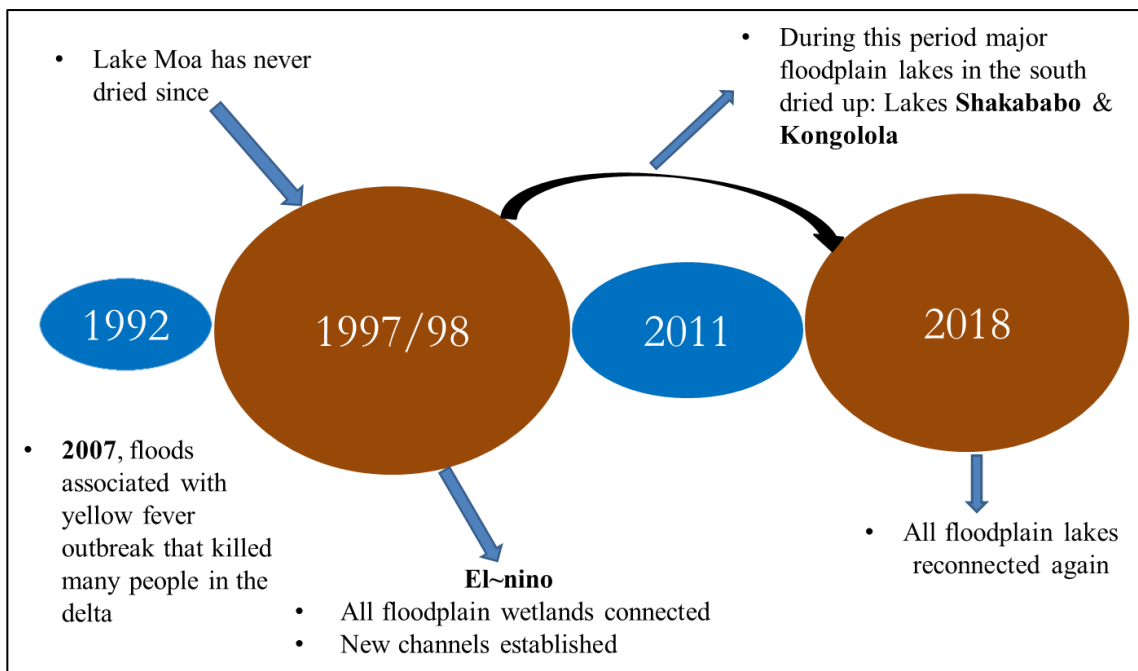 • Lake Moa has never
dried since
• During this period major
floodplain lakes in the south
dried up: Lakes Shakababo &
Kongolola
1992
1997/98
2011
2018
• 2007, floods
associated with
yellow fever
outbreak that killed
many people in the
delta
El~nino
• All floodplain wetlands connected
• New channels established
• All floodplain lakes
reconnected again